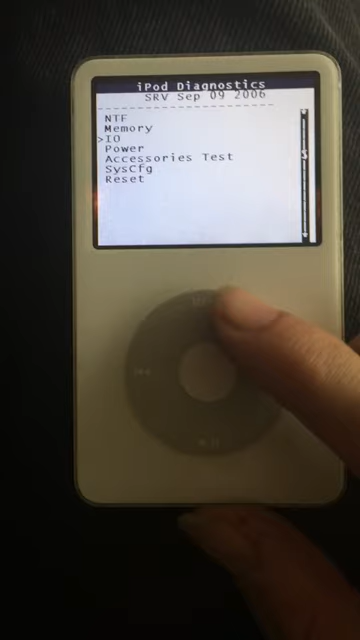 iPod Diagnostics
SRV Sep 09 2006
--------------------
NTF
Memory
>IO
Power
Accessories Test
SysCfg
Reset